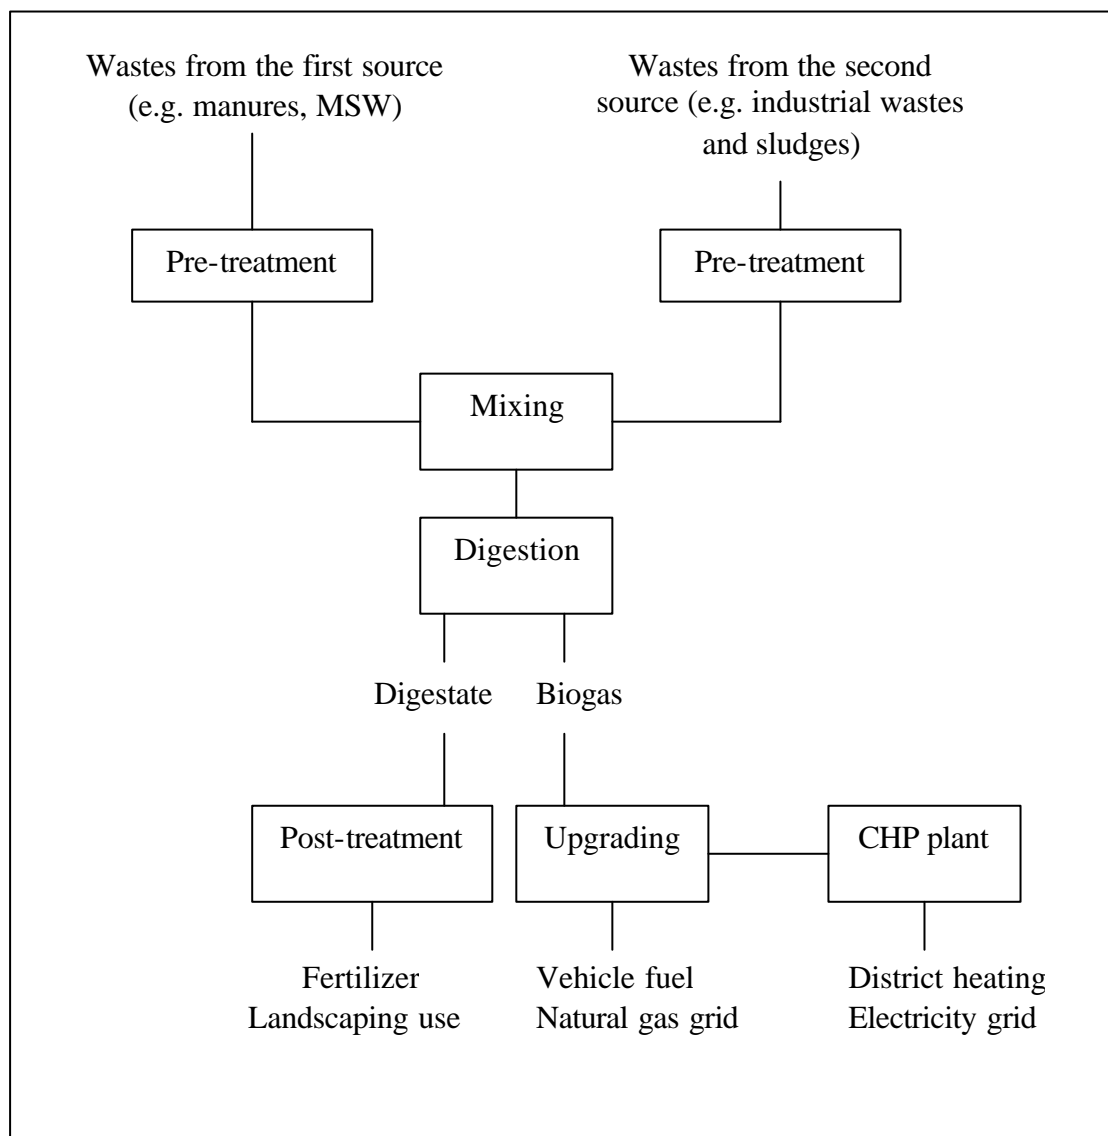 Wastes from the first source
(e.g. manures, MSW)
Wastes from the second
source (e.g. industrial wastes
and sludges)
Pre-treatment
Pre-treatment
Mixing
Digestion
Digestate
Biogas
Post-treatment
Upgrading
CHP plant
Fertilizer
Landscaping use
Vehicle fuel
Natural gas grid
District heating
Electricity grid